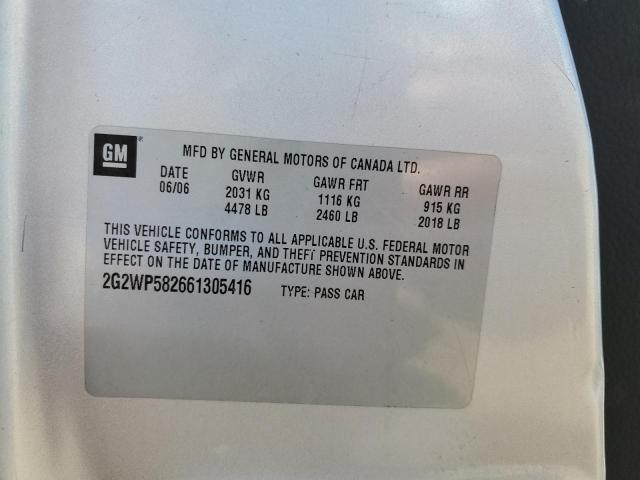 GM®
MFD BY GENERAL MOTORS OF CANADA LTD.
DATE GVWR GAWR FRT GAWR RR
06/06 2031 KG 1116 KG 915 KG
4478 LB 2460 LB 2018 LB
THIS VEHICLE CONFORMS TO ALL APPLICABLE U.S. FEDERAL MOTOR
VEHICLE SAFETY, BUMPER, AND THEFT PREVENTION STANDARDS IN
EFFECT ON THE DATE OF MANUFACTURE SHOWN ABOVE.
2G2WP582661305416 TYPE: PASS CAR